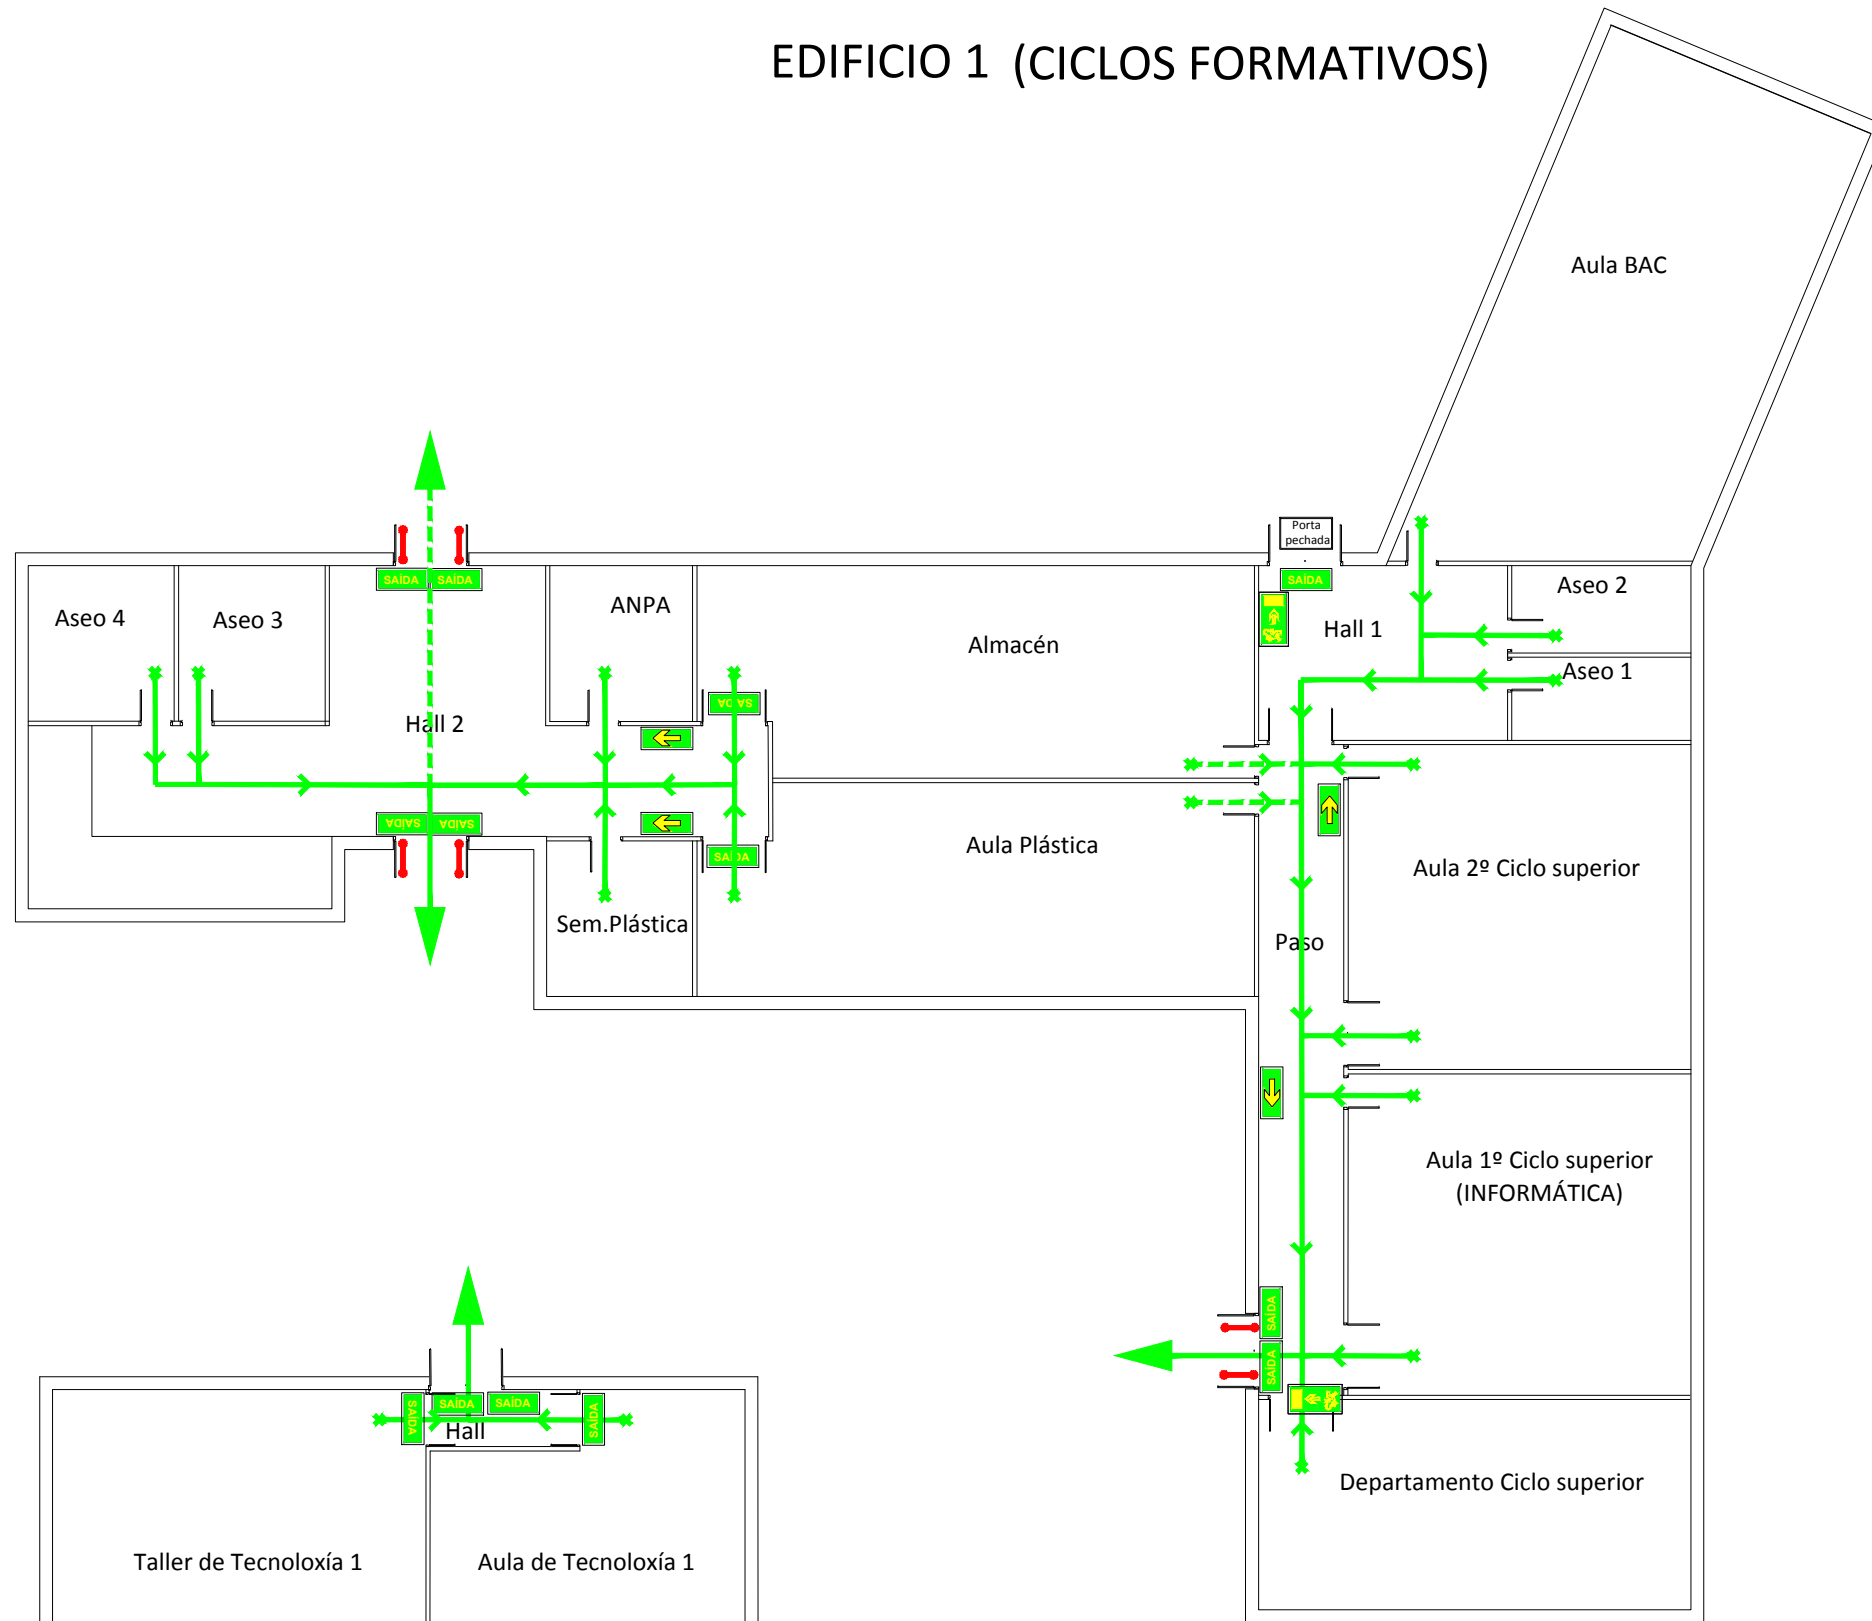 EDIFICIO 1 (CICLOS FORMATIVOS)
Aula BAC
Porta
pechada
SAÍDA SAÍDA
SAÍDA
Aseo 4
Aseo 3
ANPA
Almacén
Hall 1
Aseo 2
Aseo 1
SAÍDA
Hall 2
SAÍDA SAÍDA
SAÍDA
Aula Plástica
Aula 2º Ciclo superior
Sem.Plástica
Paso
Aula 1º Ciclo superior
(INFORMÁTICA)
SAÍDA
SAÍDA
SAÍDA
SAÍDA
SAÍDA
SAÍDA
Hall
Departamento Ciclo superior
Taller de Tecnoloxía 1
Aula de Tecnoloxía 1